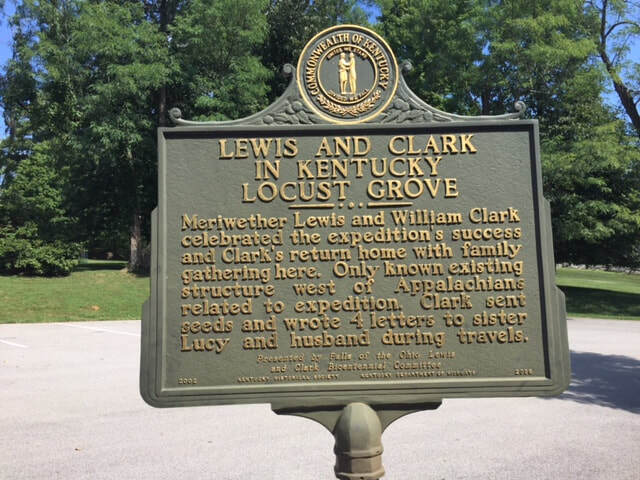 COMMONWEALTH OF KENTUCKY
LEWIS AND CLARK
IN KENTUCKY
LOCUST GROVE
Meriwether Lewis and William Clark
celebrated the expedition's success
and Clark's return home with family
gathering here. Only known existing
structure west of Appalachians
related to expedition. Clark sent
seeds and wrote 4 letters to sister
Lucy and husband during travels.
Presented by Falls of the Ohio Lewis
and Clark Bicentennial Committee
KENTUCKY HISTORICAL SOCIETY KENTUCKY DEPARTMENT OF HIGHWAYS